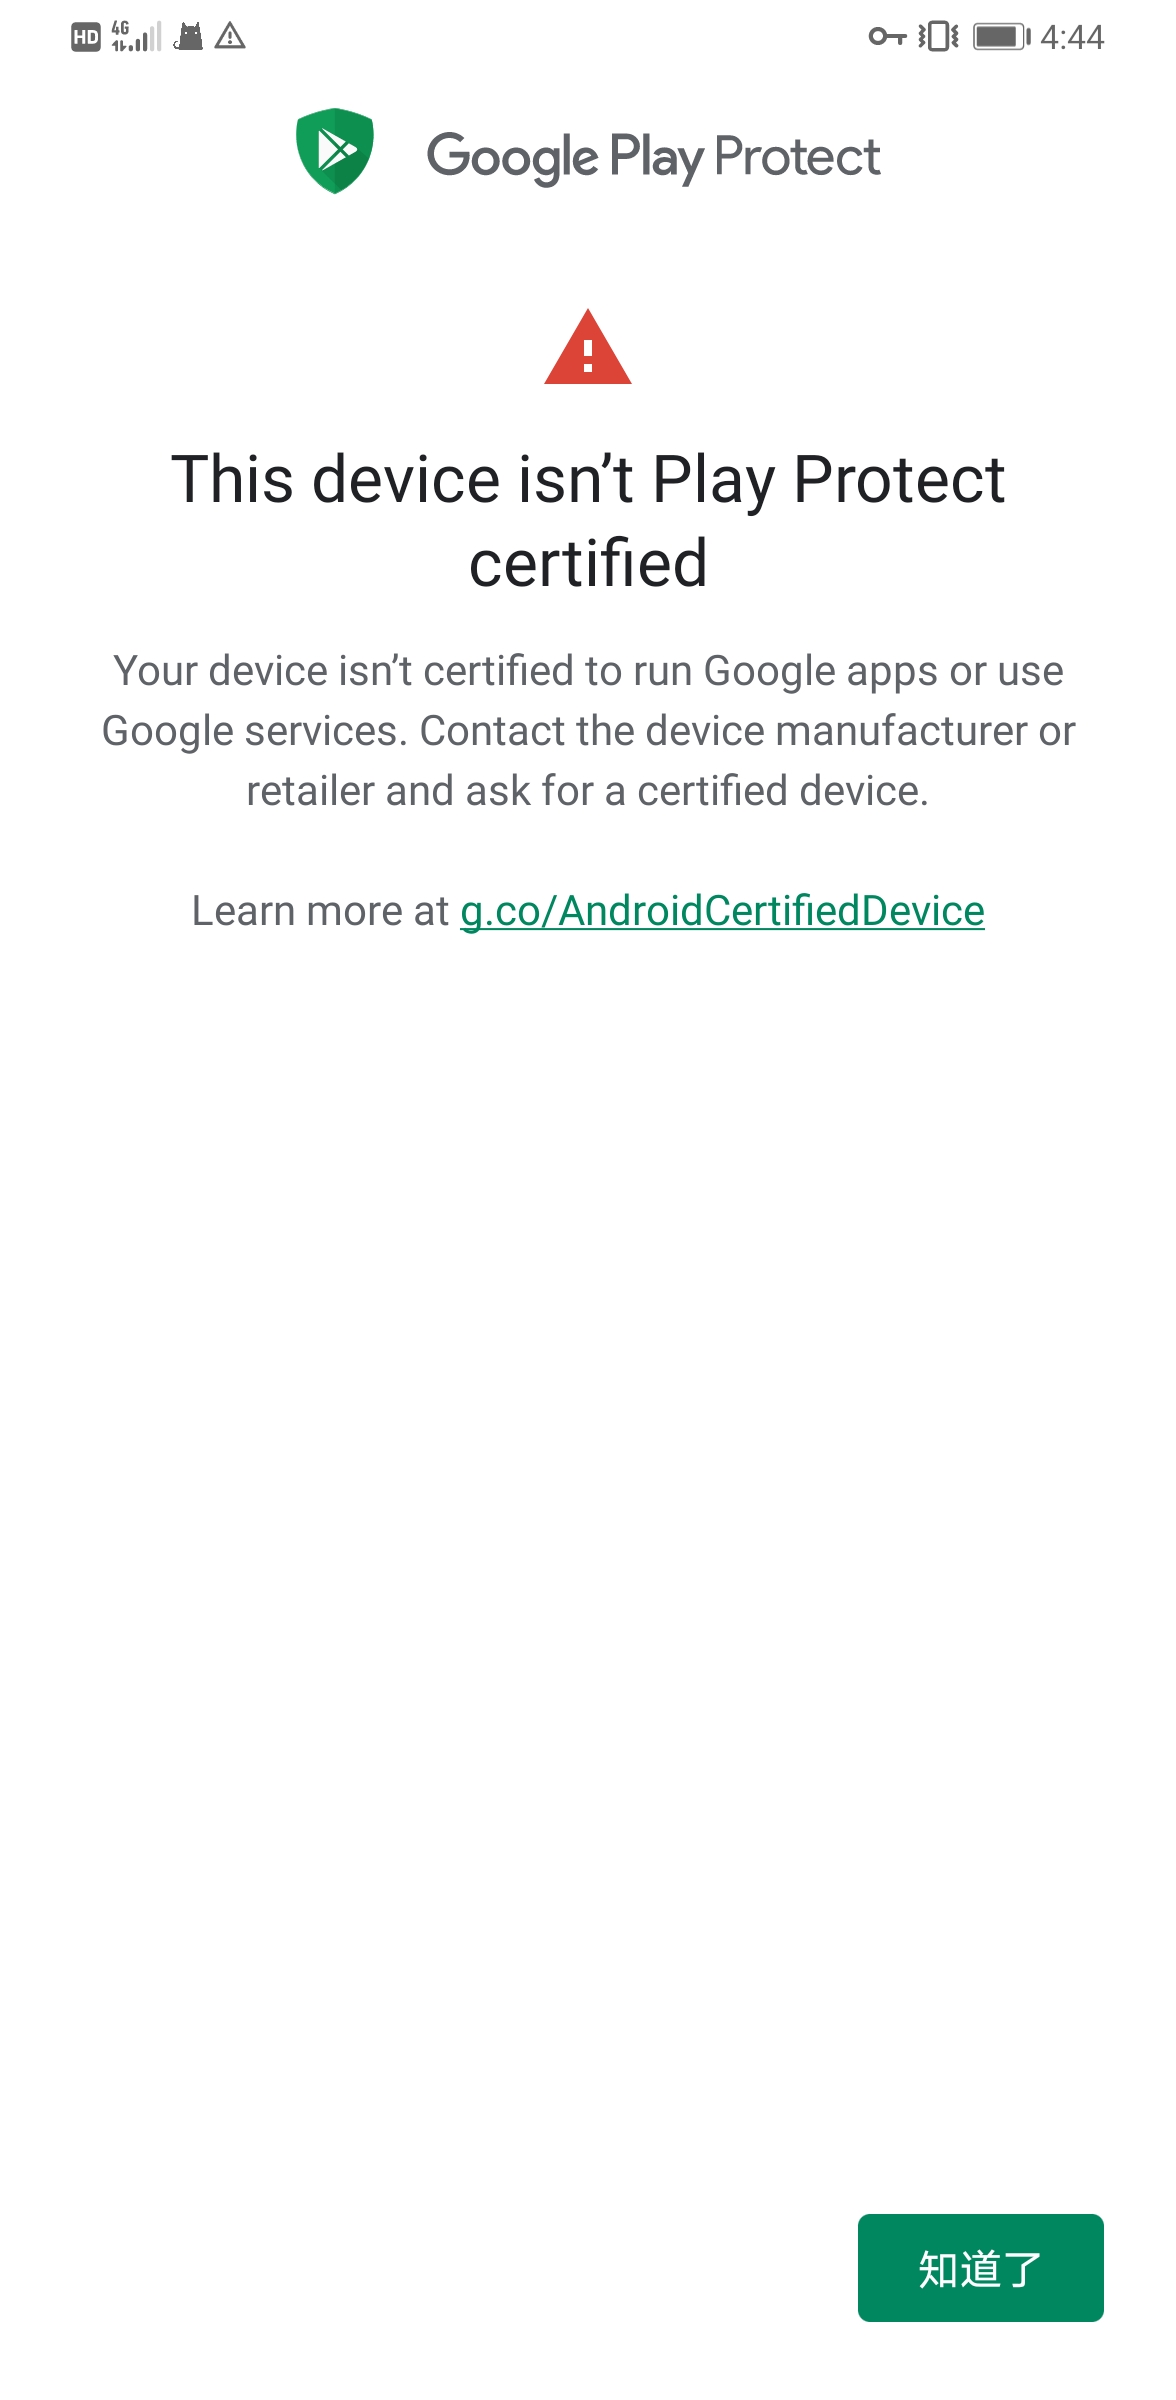 HD 4G 4:44
Google Play Protect
This device isn’t Play Protect
certified
Your device isn’t certified to run Google apps or use
Google services. Contact the device manufacturer or
retailer and ask for a certified device.
Learn more at g.co/AndroidCertifiedDevice
知道了